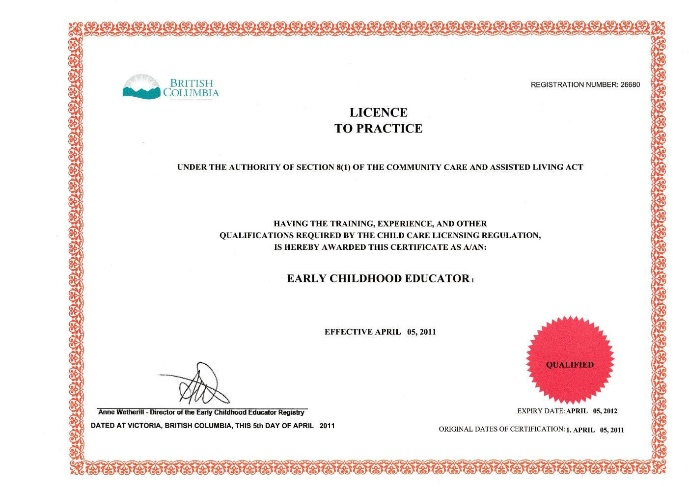 BRITISH
COLUMBIA
REGISTRATION NUMBER: 26680
LICENCE
TO PRACTICE
UNDER THE AUTHORITY OF SECTION 8(1) OF THE COMMUNITY CARE AND ASSISTED LIVING ACT
HAVING THE TRAINING, EXPERIENCE, AND OTHER
QUALIFICATIONS REQUIRED BY THE CHILD CARE LICENSING REGULATION,
IS HEREBY AWARDED THIS CERTIFICATE AS A/AN:
EARLY CHILDHOOD EDUCATOR
EFFECTIVE APRIL 05, 2011
QUALIFIED
Anne Wetherill - Director of the Early Childhood Educator Registry
EXPIRY DATE: APRIL 05, 2012
DATED AT VICTORIA, BRITISH COLUMBIA, THIS 5th DAY OF APRIL 2011
ORIGINAL DATES OF CERTIFICATION: 1. APRIL 05, 2011